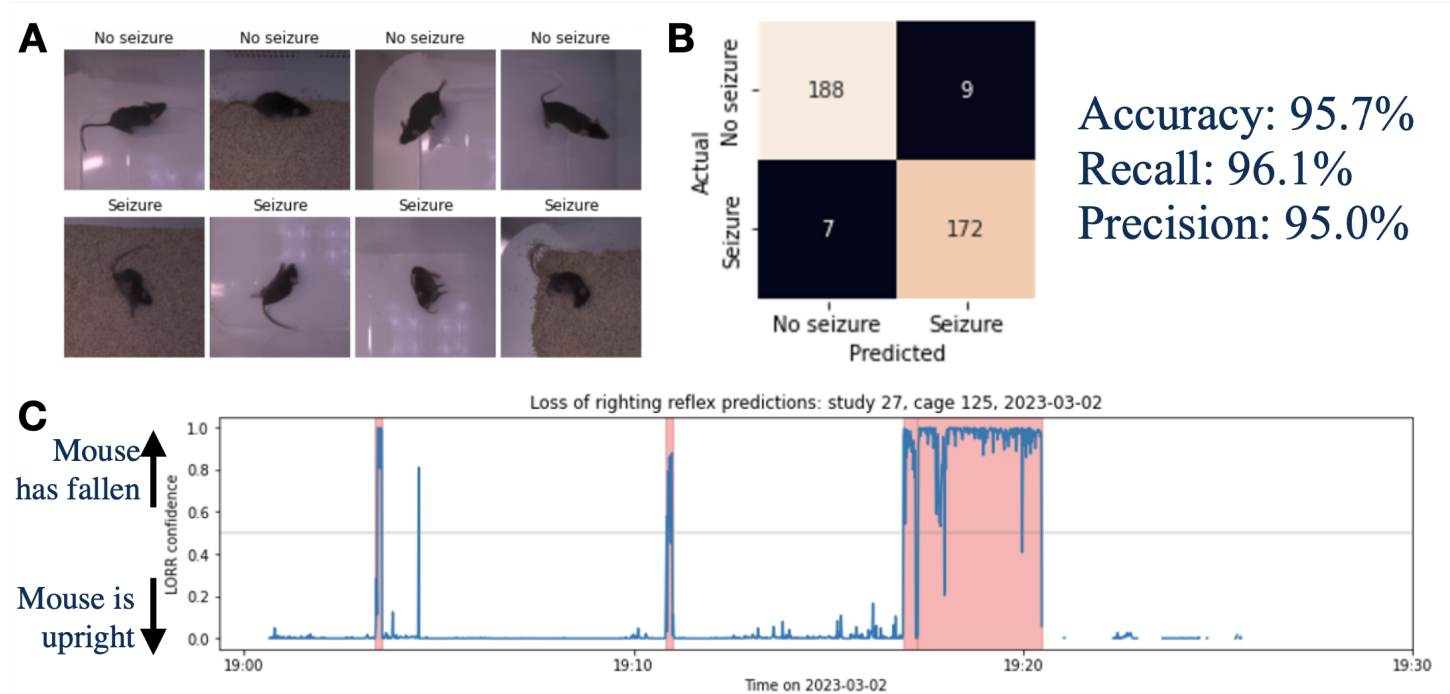 A
No seizure No seizure No seizure No seizure
Seizure Seizure Seizure Seizure
B
Actual
No seizure
Seizure
188 9
7 172
No seizure Seizure
Predicted
Accuracy: 95.7%
Recall: 96.1%
Precision: 95.0%
C
Loss of righting reflex predictions: study 27, cage 125, 2023-03-02
Mouse
has fallen
Mouse is
upright
LORR confidence
1.0
0.8
0.6
0.4
0.2
0.0
19:00 19:10 19:20 19:30
Time on 2023-03-02